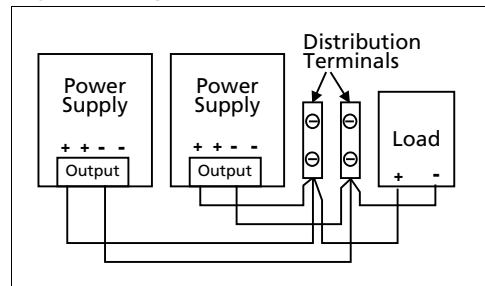 Distribution
Terminals
Power
Supply
+ + - -
Output
Power
Supply
+ + - -
Output
Load
+ -